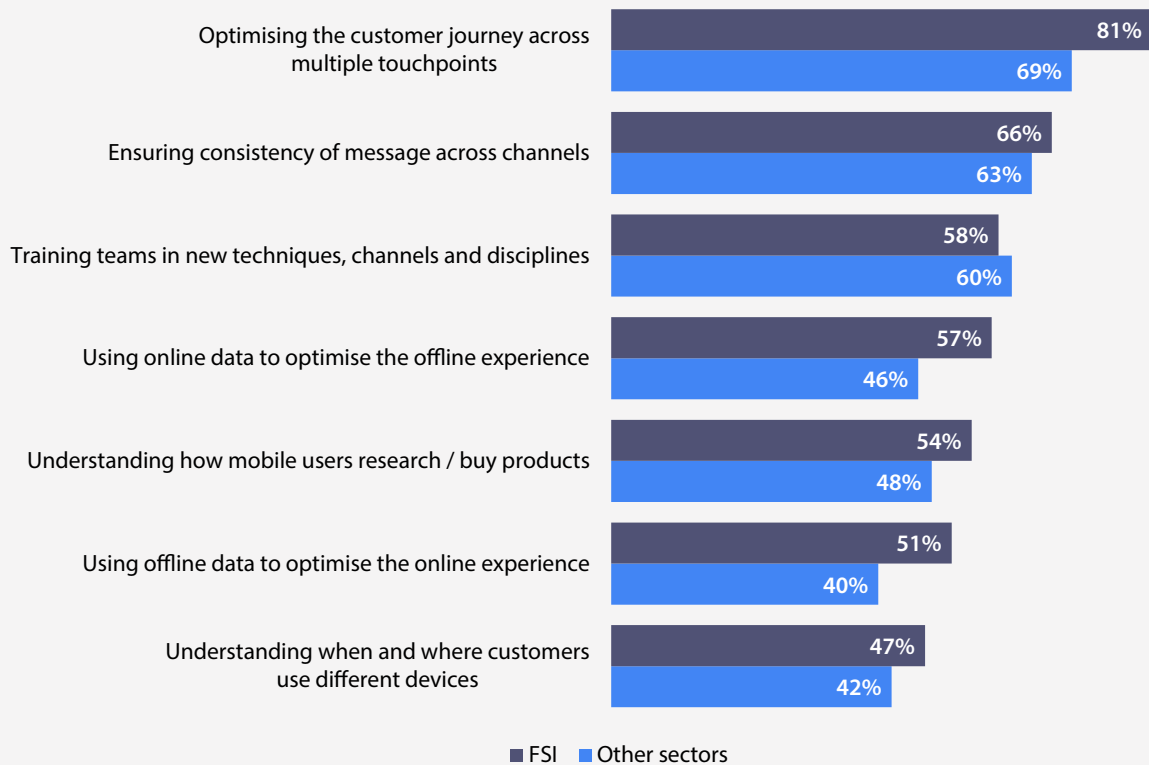 Optimising the customer journey across
multiple touchpoints
81%
69%
Ensuring consistency of message across channels
66%
63%
Training teams in new techniques, channels and disciplines
58%
60%
Using online data to optimise the offline experience
57%
46%
Understanding how mobile users research / buy products
54%
48%
Using offline data to optimise the online experience
51%
40%
Understanding when and where customers
use different devices
47%
42%
FSI Other sectors